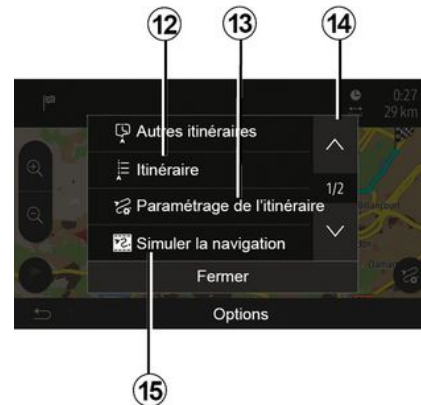 12 13 14
0:27
29 km
Autres itinéraires
Itinéraire
1/2
Billancourt
Paramétrage de l'itinéraire
Simuler la navigation
Fermer
Options
15